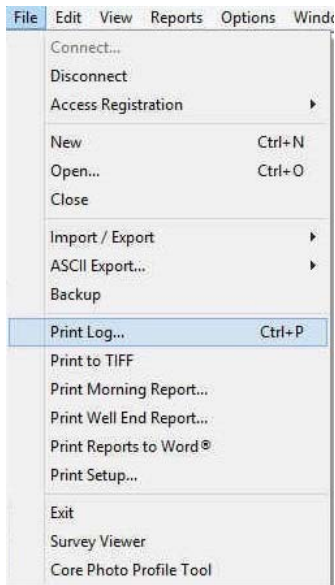 File Edit View Reports Options
Connect...
Disconnect
Access Registration
New Ctrl+N
Open... Ctrl+O
Close
Import / Export
ASCII Export...
Backup
Print Log... Ctrl+P
Print to TIFF
Print Morning Report...
Print Well End Report...
Print Reports to Word®
Print Setup...
Exit
Survey Viewer
Core Photo Profile Tool